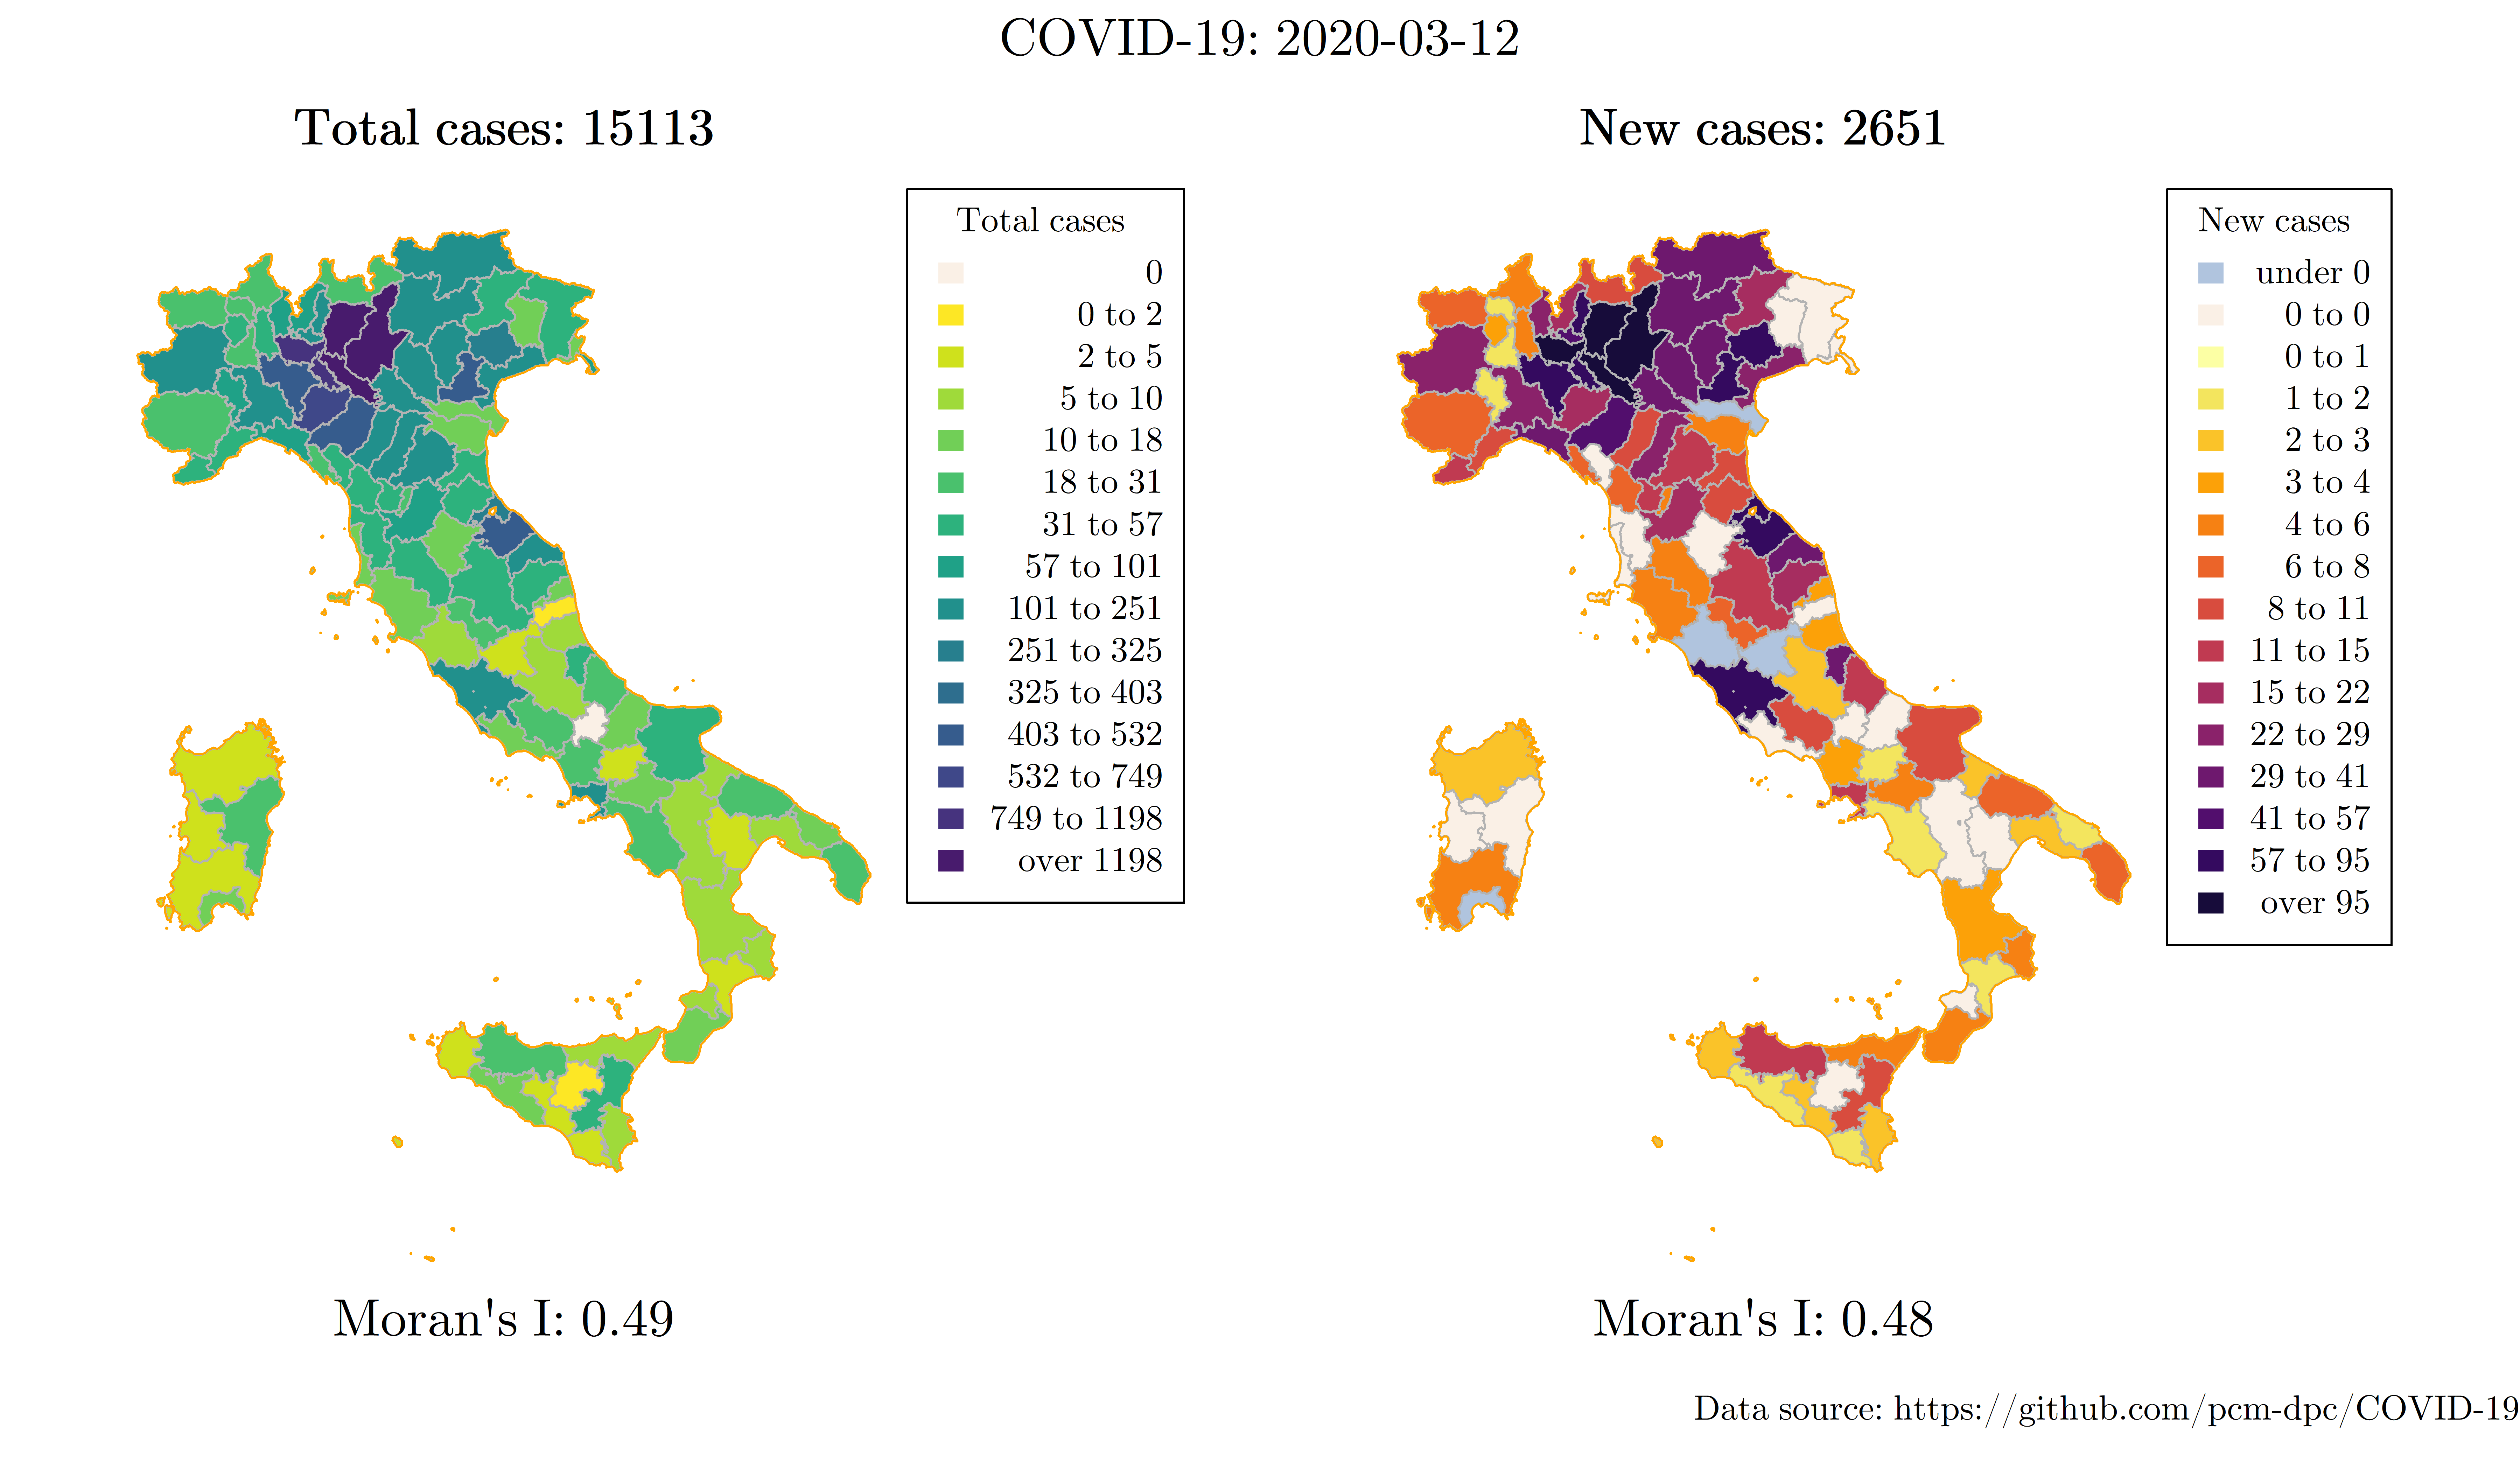 COVID-19: 2020-03-12
Total cases: 15113
Total cases
0
0 to 2
2 to 5
5 to 10
10 to 18
18 to 31
31 to 57
57 to 101
101 to 251
251 to 325
325 to 403
403 to 532
532 to 749
749 to 1198
over 1198
Moran's I: 0.49
New cases: 2651
New cases
under 0
0 to 0
0 to 1
1 to 2
2 to 3
3 to 4
4 to 6
6 to 8
8 to 11
11 to 15
15 to 22
22 to 29
29 to 41
41 to 57
57 to 95
over 95
Moran's I: 0.48
Data source: https://github.com/pcm-dpc/COVID-19